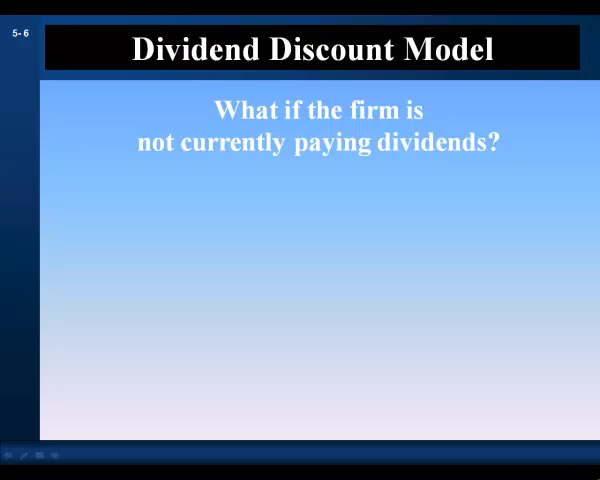 5- 6
Dividend Discount Model
What if the firm is
not currently paying dividends?